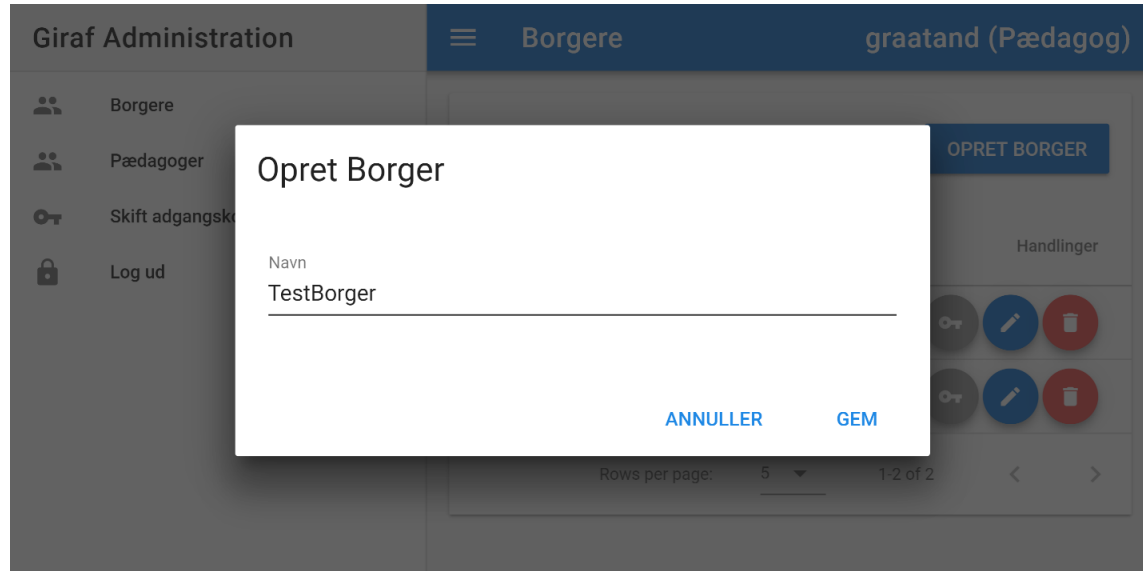 Giraf Administration
Borgere
graatand (Pædagog)
Borgere
Pædagoger
Skift adgangsko
Log ud
OPRET BORGER
Handlinger
Opret Borger
Navn
TestBorger
ANNULLER
GEM
Rows per page:
5
1-2 of 2